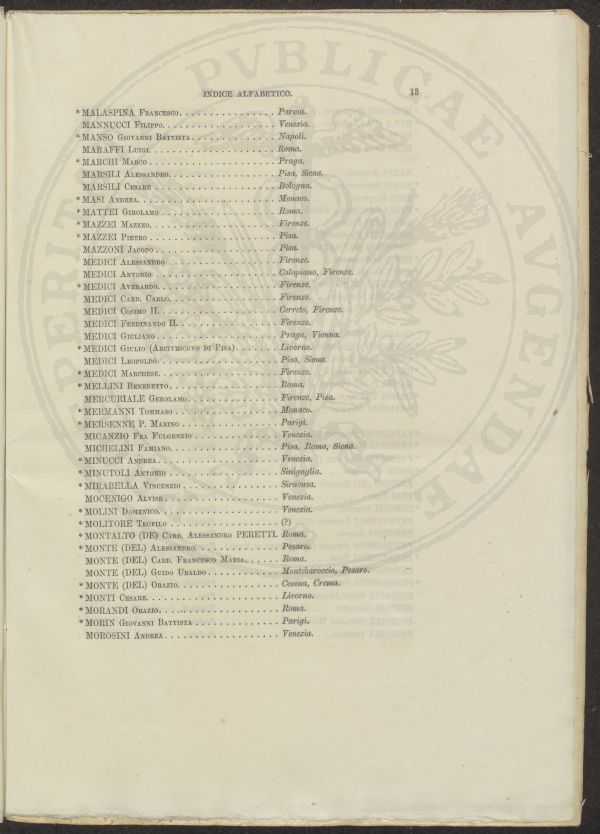 INDICE ALFABETICO. 13
* MALASPINA Francesco. . . . . . . . . . . . . . . . Parma.
MANNUCCI Filippo. . . . . . . . . . . . . . . . . . . Venezia.
* MANSO Giovanni Battista . . . . . . . . . . . . . . Napoli.
MARAFFI Luigi . . . . . . . . . . . . . . . . . . . . Roma.
* MARCHI Marco . . . . . . . . . . . . . . . . . . . . Praga.
MARSILI Alessandro. . . . . . . . . . . . . . . . . . Pisa, Siena.
MARSILI Cesare . . . . . . . . . . . . . . . . . . . . Bologna.
* MASI Andrea. . . . . . . . . . . . . . . . . . . . . Monaco.
* MATTEI Girolamo . . . . . . . . . . . . . . . . . . Roma.
* MAZZEI Mazzeo. . . . . . . . . . . . . . . . . . . . Firenze.
* MAZZEI Pietro . . . . . . . . . . . . . . . . . . . . Pisa.
MAZZONI Jacopo . . . . . . . . . . . . . . . . . . . . Pisa.
MEDICI Alessandro . . . . . . . . . . . . . . . . . . Firenze.
MEDICI Antonio . . . . . . . . . . . . . . . . . . . . Colopiano, Firenze.
* MEDICI Averardo. . . . . . . . . . . . . . . . . . . Firenze.
MEDICI Card. Carlo. . . . . . . . . . . . . . . . . . Firenze.
MEDICI Cosimo II. . . . . . . . . . . . . . . . . . . Cerreto, Firenze.
MEDICI Ferdinando II. . . . . . . . . . . . . . . . . Firenze.
MEDICI Giuliano . . . . . . . . . . . . . . . . . . . Praga, Vienna.
* MEDICI Giulio (Arcivescovo di Pisa). . . . . . . Livorno.
MEDICI Leopoldo. . . . . . . . . . . . . . . . . . . . Pisa, Siena.
* MEDICI Marchese. . . . . . . . . . . . . . . . . . . Firenze.
* MELLINI Benedetto. . . . . . . . . . . . . . . . . . Roma.
MERCURIALE Gerolamo. . . . . . . . . . . . . . . . Firenze, Pisa.
* MERMANNI Tommaso . . . . . . . . . . . . . . . . . Monaco.
* MERSENNE P. Marino . . . . . . . . . . . . . . . . Parigi.
MICANZIO Fra Fulgenzio . . . . . . . . . . . . . . Venezia.
MICHELINI Famiano. . . . . . . . . . . . . . . . . . Pisa, Roma, Siena.
* MINUCCI Andrea. . . . . . . . . . . . . . . . . . . Venezia.
* MINUTOLI Antonio . . . . . . . . . . . . . . . . . . Sinigaglia.
* MIRABELLA Vincenzio . . . . . . . . . . . . . . . . Siracusa.
MOCENIGO Alvise. . . . . . . . . . . . . . . . . . . Venezia.
* MOLINI Domenico. . . . . . . . . . . . . . . . . . . Venezia.
* MOLITORE Teofilo . . . . . . . . . . . . . . . . . . (?)
* MONTALTO (DE) Card. Alessandro PERETTI. Roma.
* MONTE (DEL) Alessandro. . . . . . . . . . . . . . Pesaro.
MONTE (DEL) Card. Francesco Maria. . . . . . Roma.
MONTE (DEL) Guido Ubaldo . . . . . . . . . . . . Montebaroccio, Pesaro.
* MONTE (DEL) Orazio. . . . . . . . . . . . . . . . . Cesena, Crema.
* MONTI Cesare. . . . . . . . . . . . . . . . . . . . . Livorno.
* MORANDI Orazio. . . . . . . . . . . . . . . . . . . Roma.
* MORIN Giovanni Battista . . . . . . . . . . . . . . Parigi.
MOROSINI Andrea . . . . . . . . . . . . . . . . . . . Venezia.